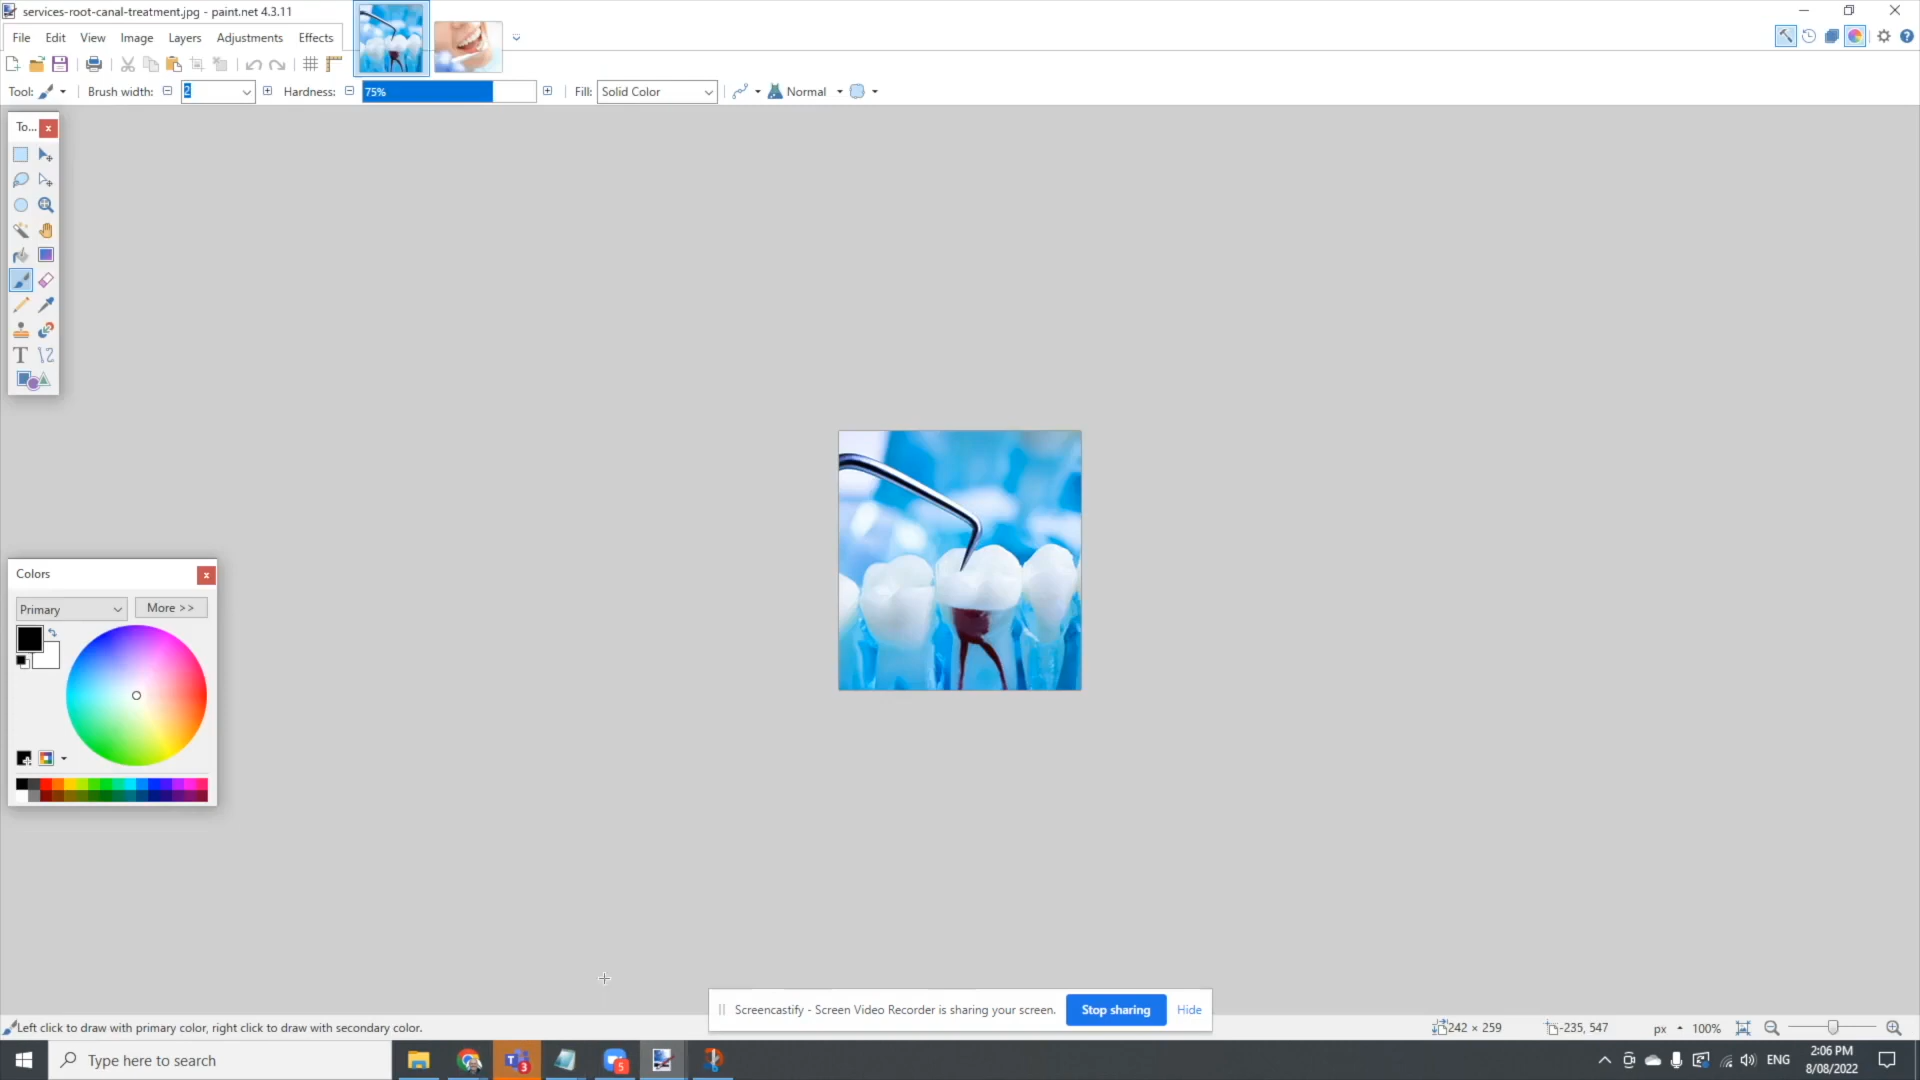 services-root-canal-treatment.jpg - paint.net 4.3.11
File Edit View Image Layers Adjustments Effects
Tool: Brush width: 2 Hardness: 75% Fill: Solid Color Normal
To...
Colors
Primary More >>
Screencastify - Screen Video Recorder is sharing your screen. Stop sharing Hide
Left click to draw with primary color, right click to draw with secondary color. 242 × 259 -235, 547 px 100%
Type here to search 3 5 ENG 2:06 PM
8/08/2022